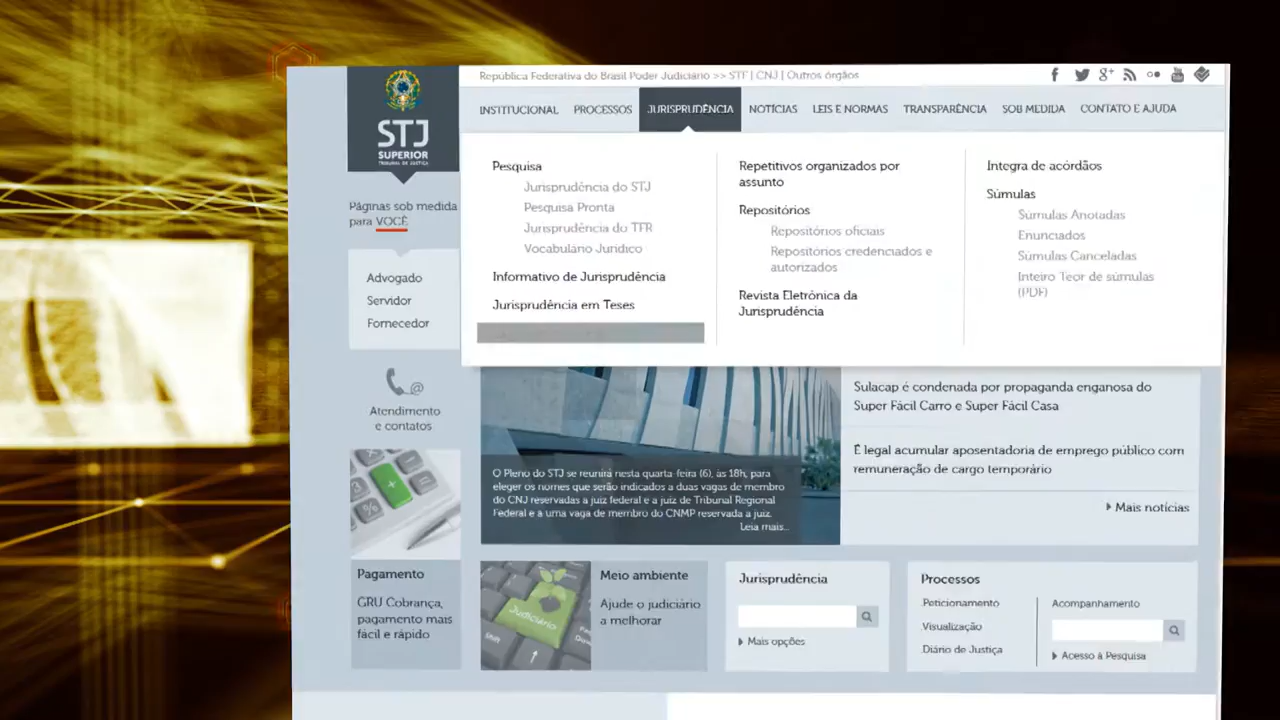 República Federativa do Brasil Poder Judiciário >> STF | CNJ | Outros órgãos
STJ
SUPERIOR
TRIBUNAL DE JUSTIÇA
INSTITUCIONAL PROCESSOS JURISPRUDÊNCIA NOTÍCIAS LEIS E NORMAS TRANSPARÊNCIA SOB MEDIDA CONTATO E AJUDA
Páginas sob medida
para VOCÊ
Advogado
Servidor
Fornecedor
Atendimento
e contatos
Pesquisa
Jurisprudência do STJ
Pesquisa Pronta
Jurisprudência do TFR
Vocabulário Jurídico
Informativo de Jurisprudência
Jurisprudência em Teses
Repetitivos organizados por
assunto
Repositórios
Repositórios oficiais
Repositórios credenciados e
autorizados
Revista Eletrônica da
Jurisprudência
Integra de acórdãos
Súmulas
Súmulas Anotadas
Enunciados
Súmulas Canceladas
Inteiro Teor de súmulas
(PDF)
O Pleno do STJ se reunirá nesta quarta-feira (6), às 18h, para
eleger os nomes que serão indicados a duas vagas de membro
do CNJ reservadas a juiz federal e a juiz de Tribunal Regional
Federal e a uma vaga de membro do CNMP reservada a juiz.
Leia mais...
Sulacap é condenada por propaganda enganosa do
Super Fácil Carro e Super Fácil Casa
É legal acumular aposentadoria de emprego público com
remuneração de cargo temporário
Mais notícias
Pagamento
GRU Cobrança,
pagamento mais
fácil e rápido
Judiciário
Shift
Meio ambiente
Ajude o judiciário
a melhorar
Jurisprudência
Mais opções
Processos
Peticionamento
Visualização
Diário de Justiça
Acompanhamento
Acesso à Pesquisa